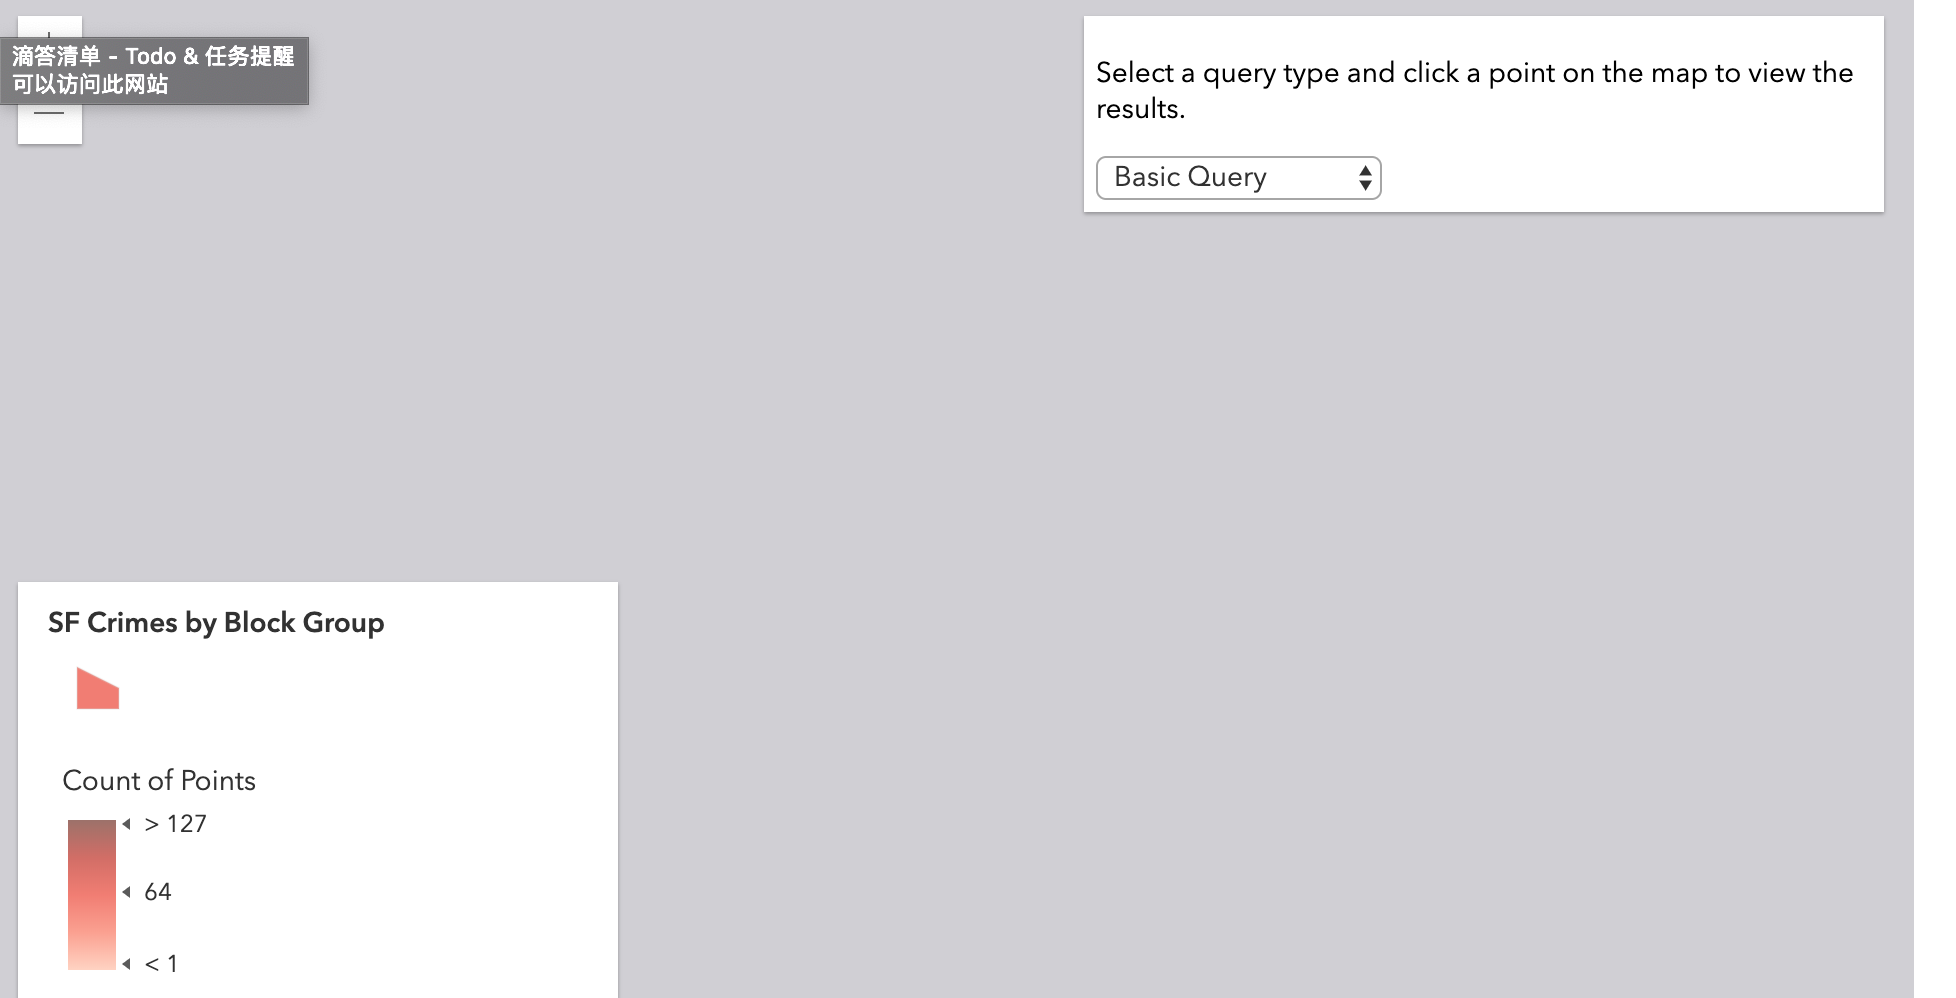 滴答清单 - Todo & 任务提醒
可以访问此网站
Select a query type and click a point on the map to view the
results.
Basic Query
SF Crimes by Block Group
Count of Points
> 127
64
< 1